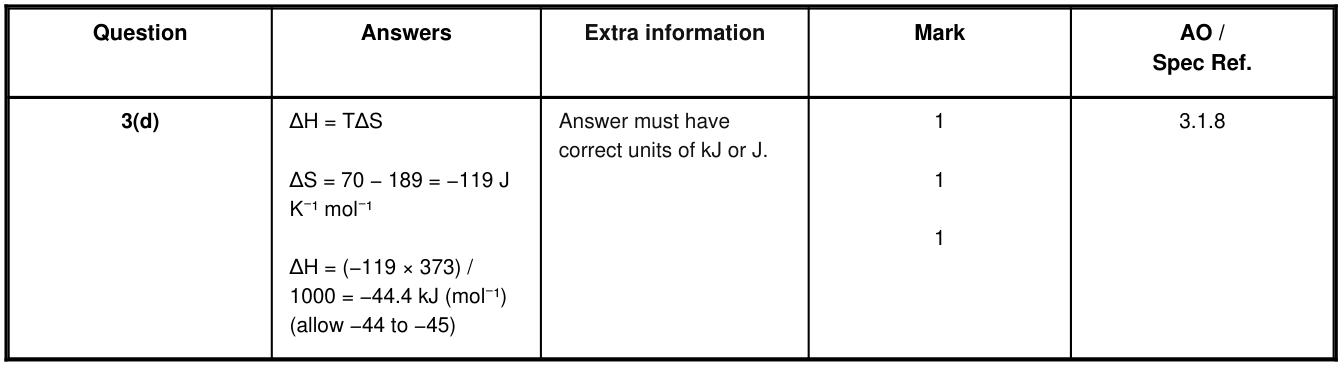 Question Answers Extra information Mark AO /
Spec Ref.
3(d) ΔH = TΔS Answer must have 1 3.1.8
correct units of kJ or J.
ΔS = 70 − 189 = −119 J 1
K⁻¹ mol⁻¹
1
ΔH = (−119 × 373) /
1000 = −44.4 kJ (mol⁻¹)
(allow −44 to −45)